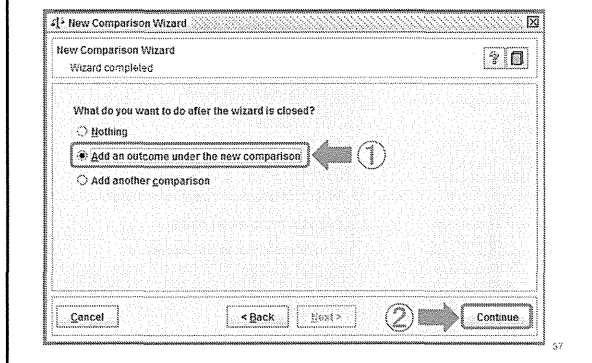 New Comparison Wizard
New Comparison Wizard
Wizard completed
?
What do you want to do after the wizard is closed?
Nothing
Add an outcome under the new comparison ①
Add another comparison
Cancel < Back Next > ② Continue
57